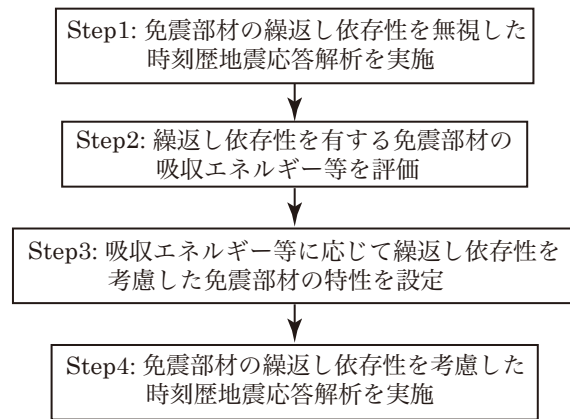 Step1: 免震部材の繰返し依存性を無視した
時刻歴地震応答解析を実施
Step2: 繰返し依存性を有する免震部材の
吸収エネルギー等を評価
Step3: 吸収エネルギー等に応じて繰返し依存性を
考慮した免震部材の特性を設定
Step4: 免震部材の繰返し依存性を考慮した
時刻歴地震応答解析を実施